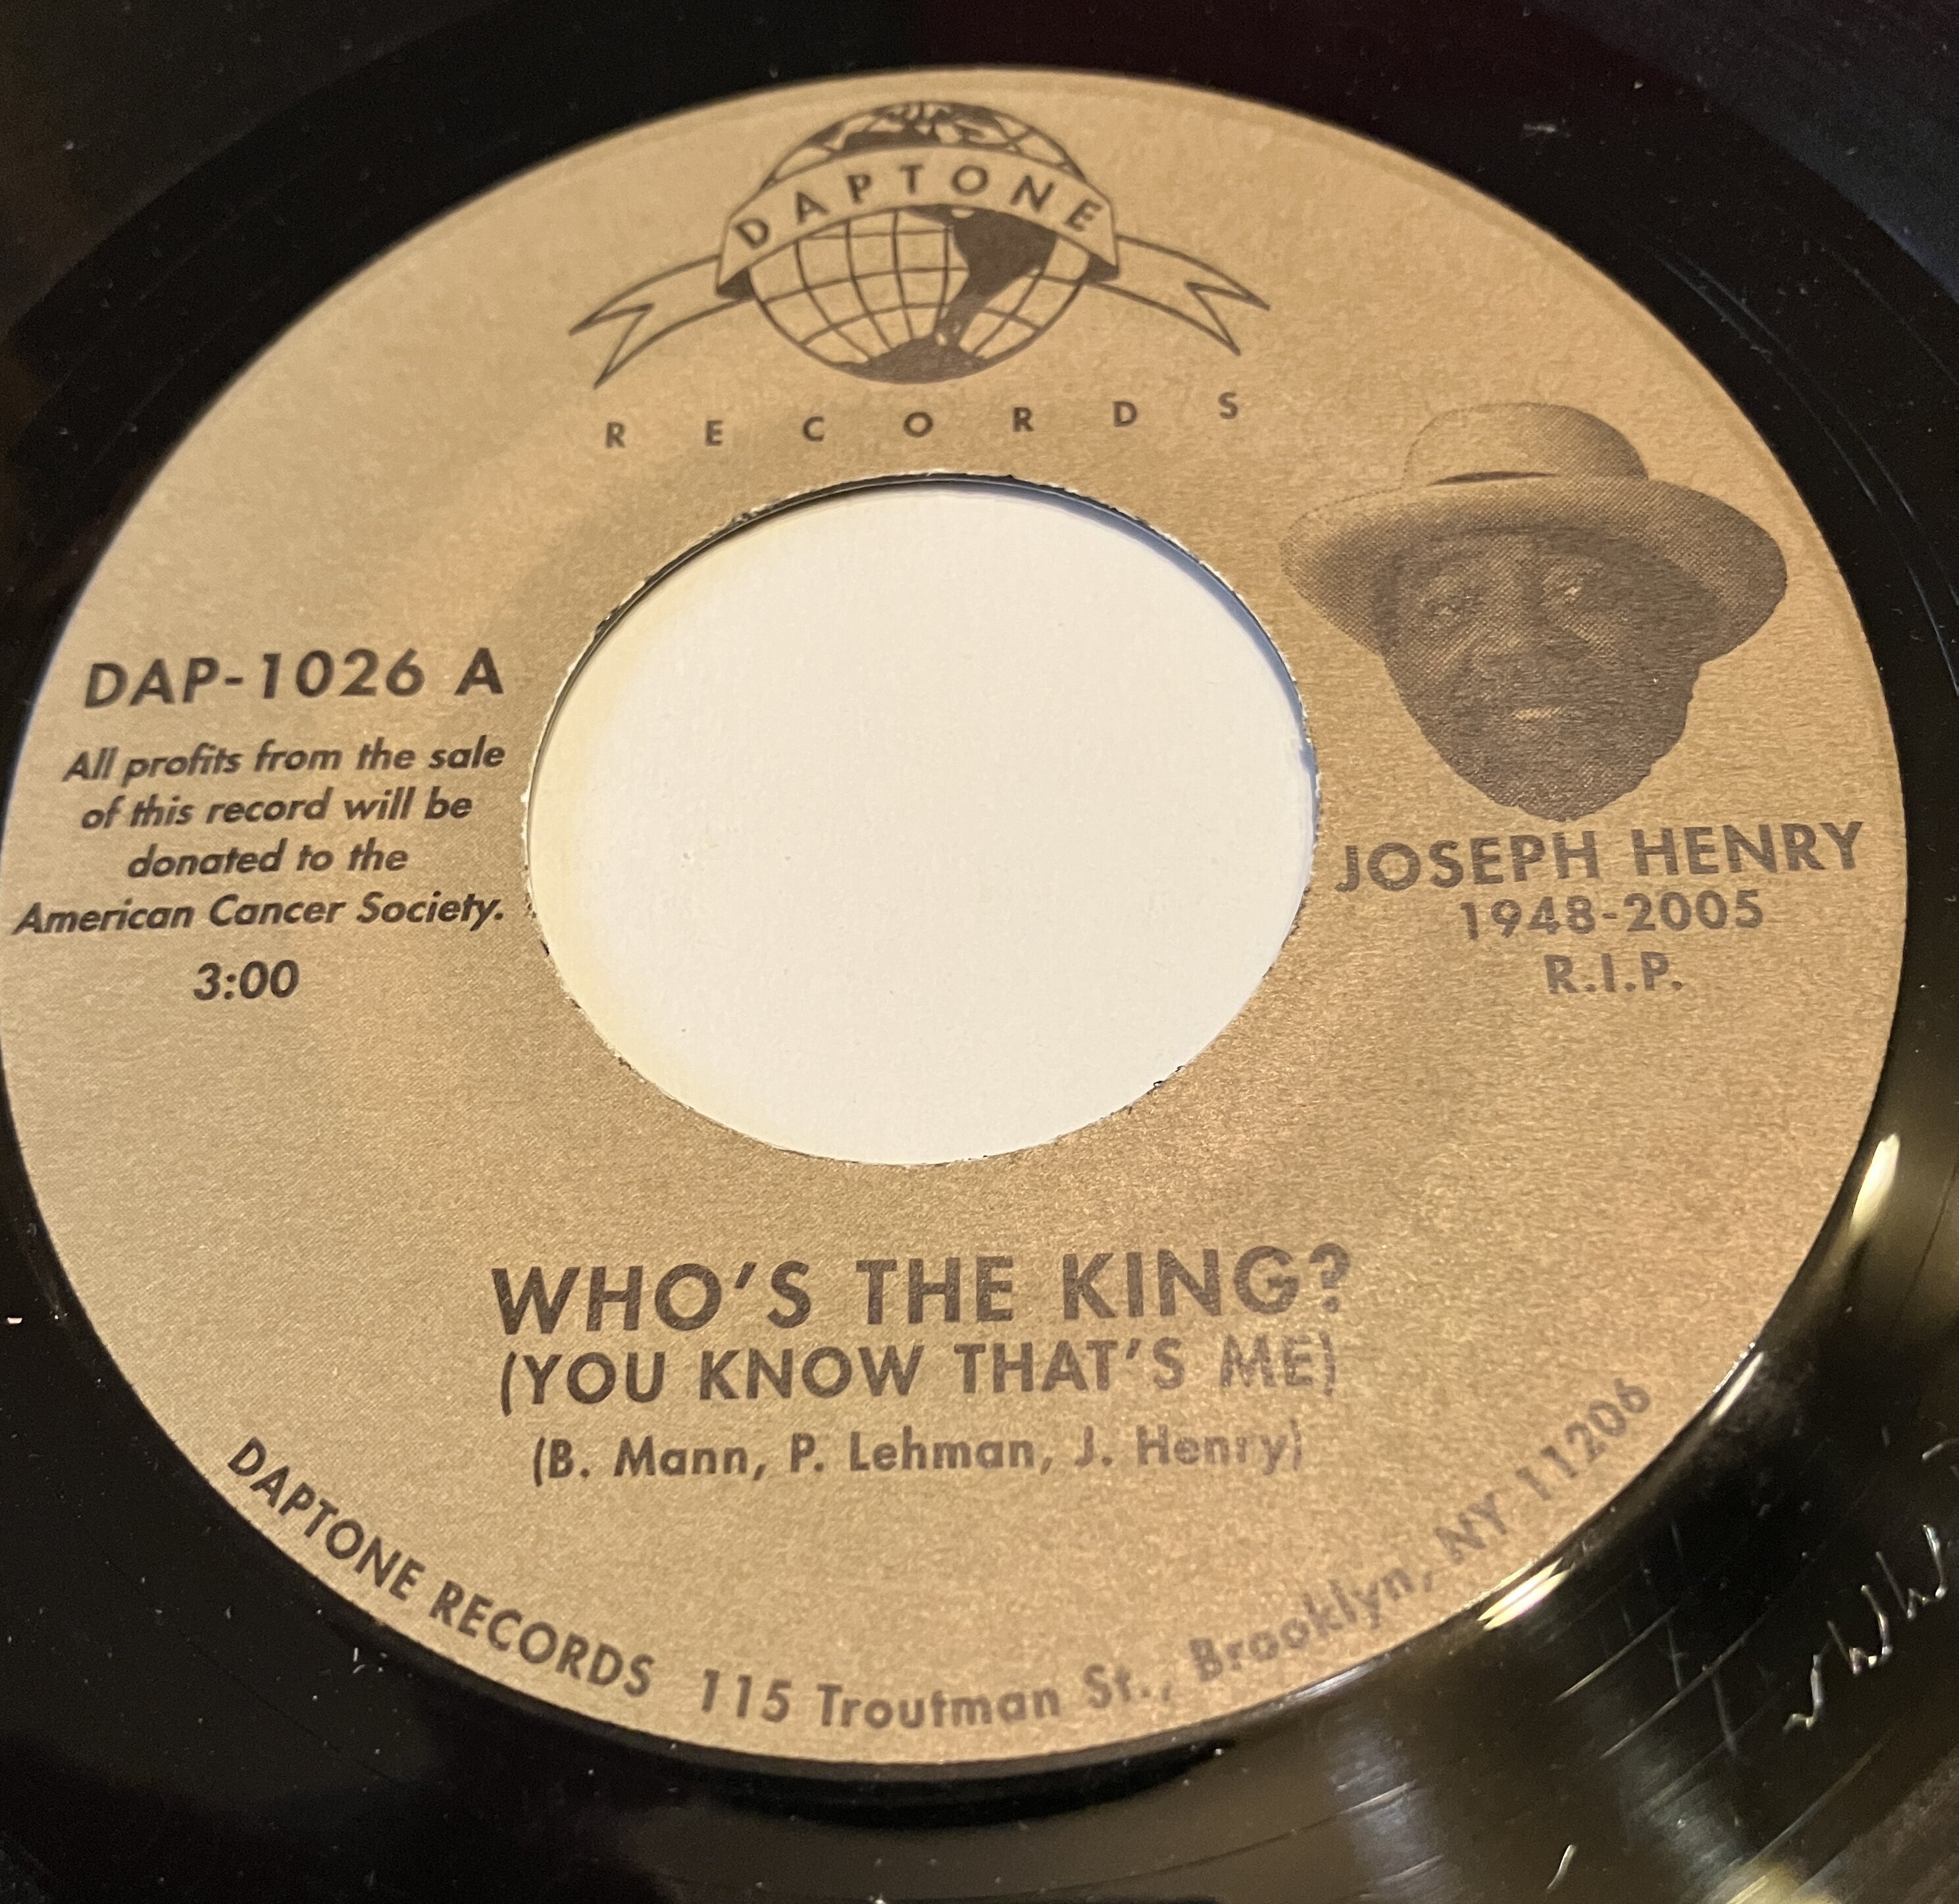 DAPTONE
RECORDS
DAP-1026 A
All profits from the sale
of this record will be
donated to the
American Cancer Society.
3:00
JOSEPH HENRY
1948-2005
R.I.P.
WHO'S THE KING?
(YOU KNOW THAT'S ME)
(B. Mann, P. Lehman, J. Henry)
DAPTONE RECORDS 115 Troutman St., Brooklyn, NY 11206